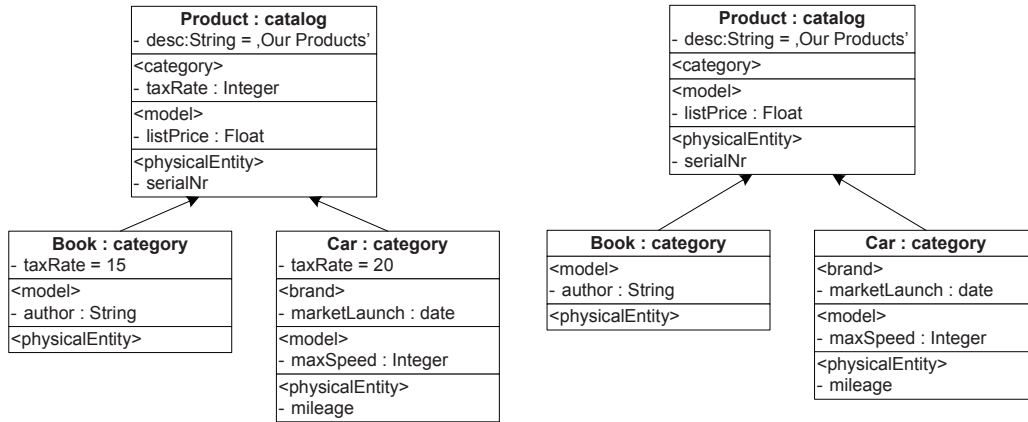 Product : catalog
- desc:String = ‚Our Products’
<category>
- taxRate : Integer
<model>
- listPrice : Float
<physicalEntity>
- serialNr
Book : category
- taxRate = 15
<model>
- author : String
<physicalEntity>
Car : category
- taxRate = 20
<brand>
- marketLaunch : date
<model>
- maxSpeed : Integer
<physicalEntity>
- mileage
Product : catalog
- desc:String = ‚Our Products’
<category>
<model>
- listPrice : Float
<physicalEntity>
- serialNr
Book : category
<model>
- author : String
<physicalEntity>
Car : category
<brand>
- marketLaunch : date
<model>
- maxSpeed : Integer
<physicalEntity>
- mileage